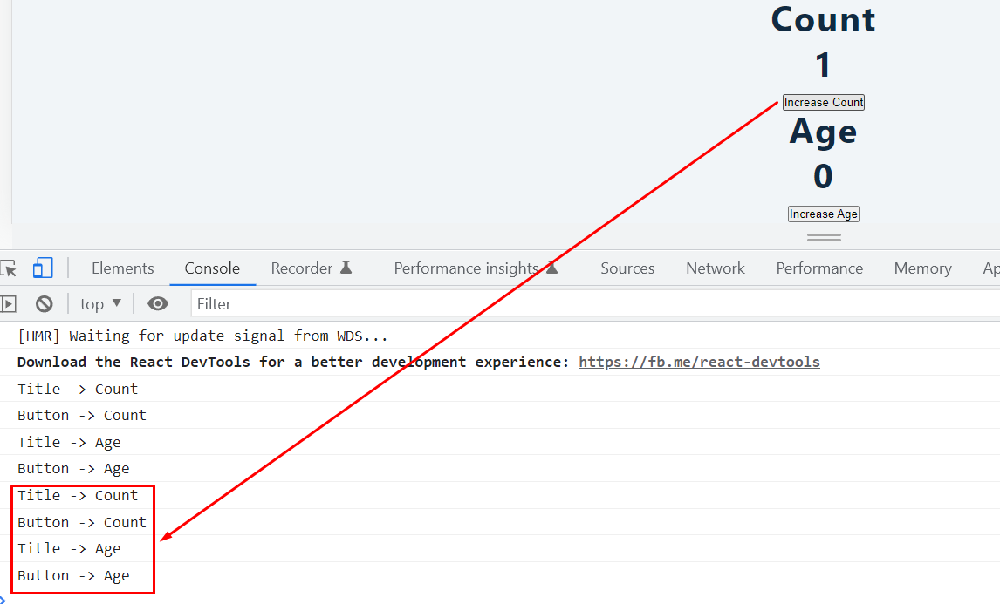 Count
1
Increase Count
Age
0
Increase Age
Elements Console Recorder Performance insights Sources Network Performance Memory Ap
top Filter
[HMR] Waiting for update signal from WDS...
Download the React DevTools for a better development experience: https://fb.me/react-devtools
Title -> Count
Button -> Count
Title -> Age
Button -> Age
Title -> Count
Button -> Count
Title -> Age
Button -> Age